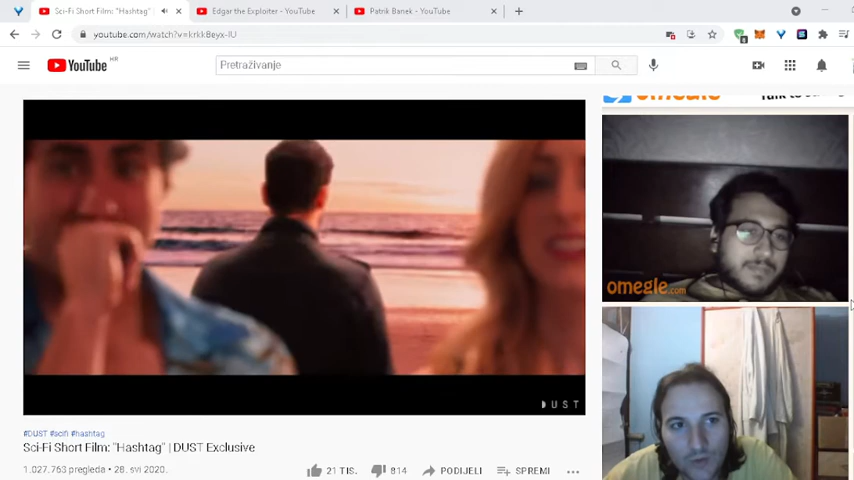 Sci-Fi Short Film: "Hashtag" |
Edgar the Exploiter - YouTube
Patrik Banek - YouTube
youtube.com/watch?v=krkk8eyx-IU
YouTube HR
Pretraživanje
omegle
omegle.com
DUST
#DUST #scifi #hashtag
Sci-Fi Short Film: "Hashtag" | DUST Exclusive
1.027.763 pregleda • 28. svi 2020.
21 TIS.
814
PODIJELI
SPREMI